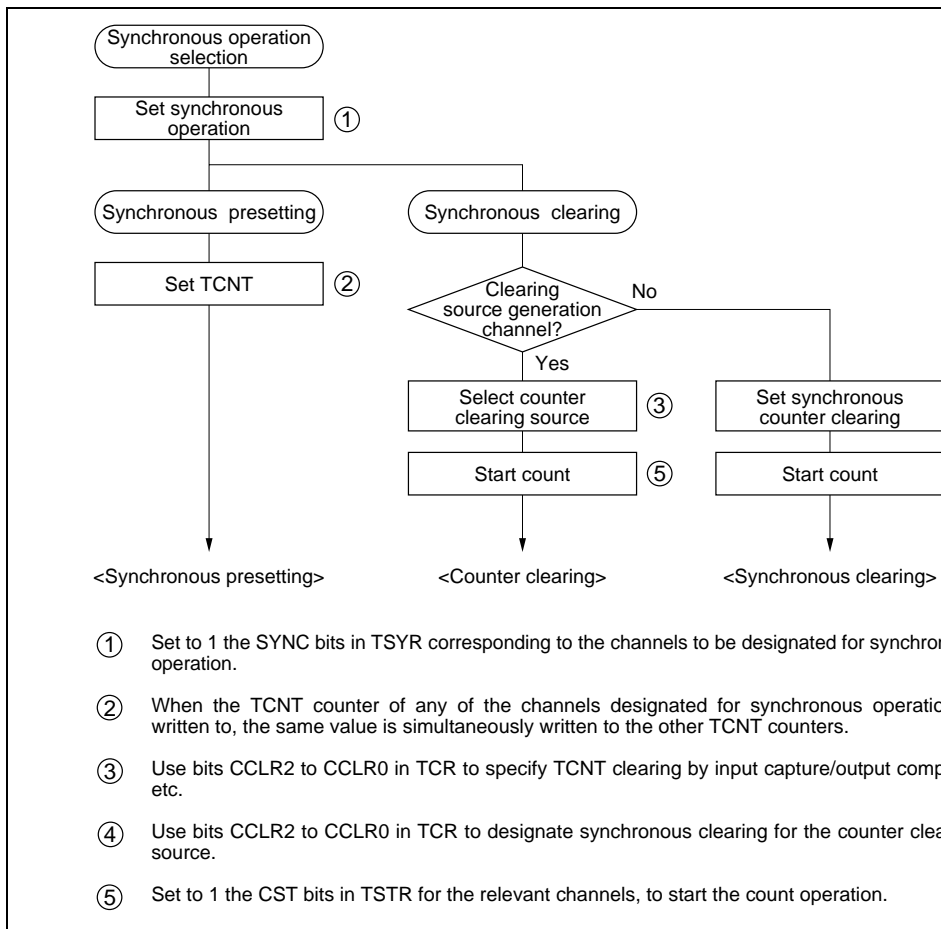 Synchronous operation
selection
Set synchronous
operation
①
Synchronous presetting
Synchronous clearing
Set TCNT
②
Clearing
source generation
channel?
No
Yes
Select counter
clearing source
③
Set synchronous
counter clearing
Start count
⑤
Start count
<Synchronous presetting>
<Counter clearing>
<Synchronous clearing>
① Set to 1 the SYNC bits in TSYR corresponding to the channels to be designated for
operation.
② When the TCNT counter of any of the channels designated for synchronous
written to, the same value is simultaneously written to the other TCNT counters.
③ Use bits CCLR2 to CCLR0 in TCR to specify TCNT clearing by input capture/output
etc.
④ Use bits CCLR2 to CCLR0 in TCR to designate synchronous clearing for the counter
source.
⑤ Set to 1 the CST bits in TSTR for the relevant channels, to start the count operation.